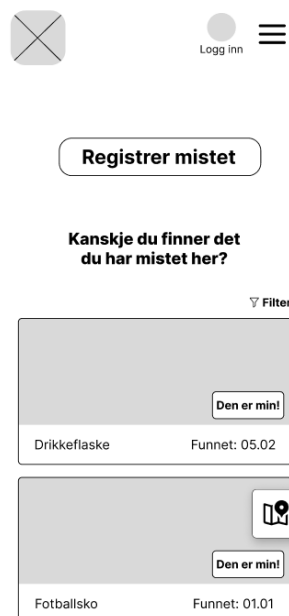 Logg inn
Registrer mistet
Kanskje du finner det
du har mistet her?
Filter
Den er min!
Drikkeflaske Funnet: 05.02
Den er min!
Fotballsko Funnet: 01.01